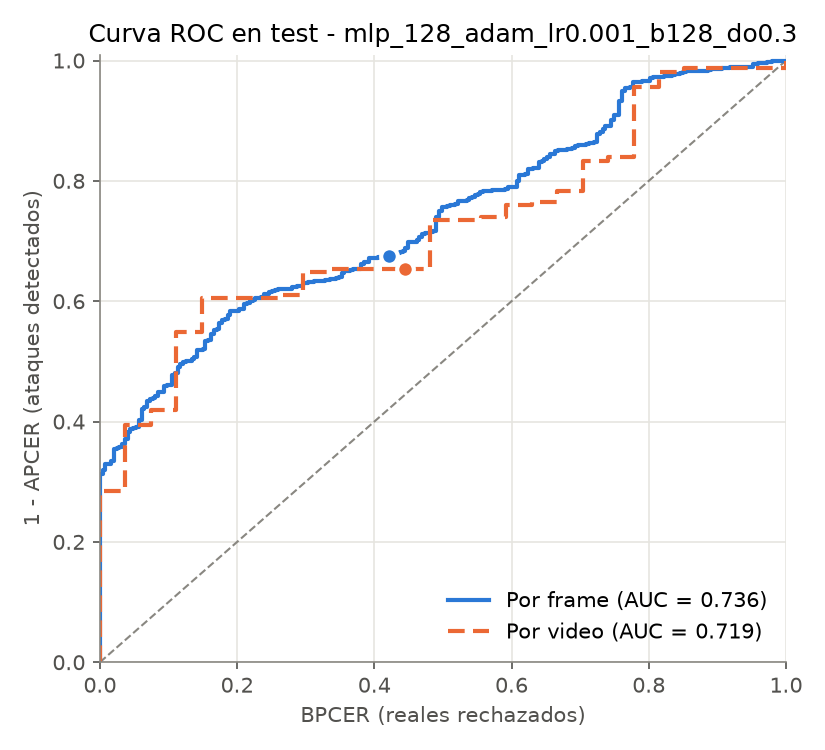 Curva ROC en test - mlp_128_adam_lr0.001_b128_do0.3
1.0
0.8
0.6
0.4
0.2
0.0
1 - APCER (ataques detectados)
Por frame (AUC = 0.736)
Por video (AUC = 0.719)
0.0 0.2 0.4 0.6 0.8 1.0
BPCER (reales rechazados)